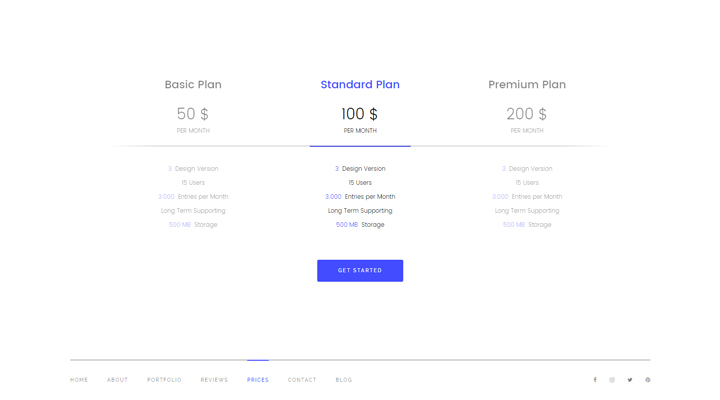 Basic Plan
50 $
PER MONTH
3 Design Version
15 Users
3.000 Entries per Month
Long Term Supporting
500 MB Storage
Standard Plan
100 $
PER MONTH
3 Design Version
15 Users
3.000 Entries per Month
Long Term Supporting
500 MB Storage
Premium Plan
200 $
PER MONTH
3 Design Version
15 Users
3.000 Entries per Month
Long Term Supporting
500 MB Storage
GET STARTED
HOME ABOUT PORTFOLIO REVIEWS PRICES CONTACT BLOG